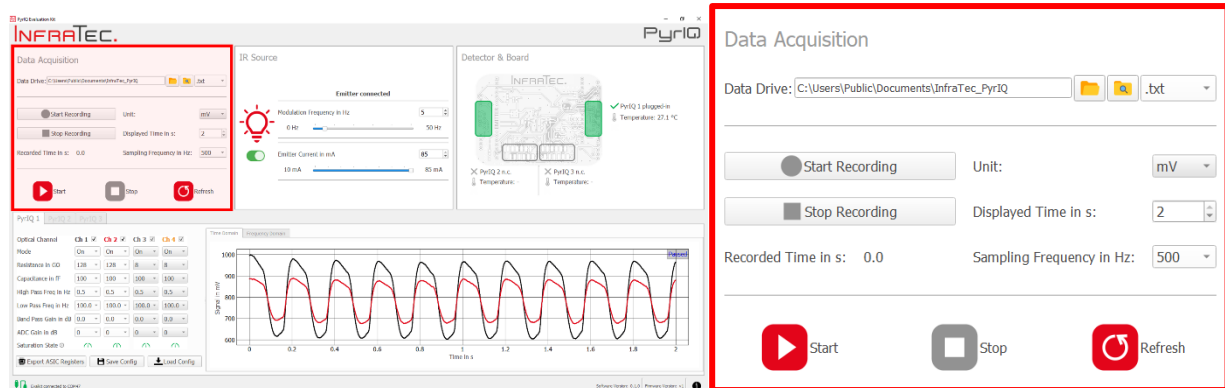 PyrIQ Evaluation Kit
INFRATEC.
PyrIQ
Data Acquisition
Data Drive: C:\Users\Public\Documents\InfraTec_PyrIQ .txt
Start Recording Unit: mV
Stop Recording Displayed Time in s: 2
Recorded Time in s: 0.0 Sampling Frequency in Hz: 500
Start Stop Refresh
IR Source
Emitter connected
Modulation Frequency in Hz 5
0 Hz 50 Hz
Emitter Current in mA 85
10 mA 85 mA
Detector & Board
INFRATEC.
PyrIQ 1 plugged-in
Temperature: 27.1 °C
PyrIQ 2 n.c. PyrIQ 3 n.c.
Temperature: - Temperature: -
PyrIQ 1 PyrIQ 2 PyrIQ 3
Optical Channel Ch 1 Ch 2 Ch 3 Ch 4
Mode On On On On
Resistance in GΩ 128 128 8 8
Capacitance in fF 100 100 100 100
High Pass Freq in Hz 0.5 0.5 0.5 0.5
Low Pass Freq in Hz 100.0 100.0 100.0 100.0
Band Pass Gain in dB 0.0 0.0 0.0 0.0
ADC Gain in dB 0 0 0 0
Saturation State
Export ASIC Registers Save Config Load Config
Time Domain Frequency Domain
Paused
Signal in mV
1000
900
800
700
600
0 0.2 0.4 0.6 0.8 1 1.2 1.4 1.6 1.8 2
Time in s
Software Version: 0.1.0 Firmware Version: v1
Data Acquisition
Data Drive: C:\Users\Public\Documents\InfraTec_PyrIQ .txt
Start Recording Unit: mV
Stop Recording Displayed Time in s: 2
Recorded Time in s: 0.0 Sampling Frequency in Hz: 500
Start Stop Refresh